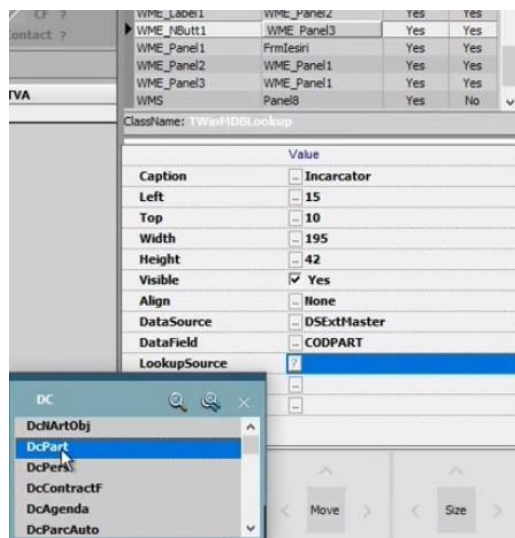 CF ?
Contact ?
TVA
WME_Label1 WME_Panel2 Yes Yes
WME_NButt1 WME_Panel3 Yes Yes
WME_Panel1 FrmIesiri Yes Yes
WME_Panel2 WME_Panel1 Yes Yes
WME_Panel3 WME_Panel1 Yes Yes
WMS Panel8 Yes No
ClassName: TWinMDBLookup
Value
Caption ... Incarcator
Left ... 15
Top ... 10
Width ... 195
Height ... 42
Visible Yes
Align ... None
DataSource ... DSExtMaster
DataField ... CODPART
LookupSource ?
...
...
DC
DcNArtObj
DcPart
DcPers
DcContractF
DcAgenda
DcParcAuto
Move Size